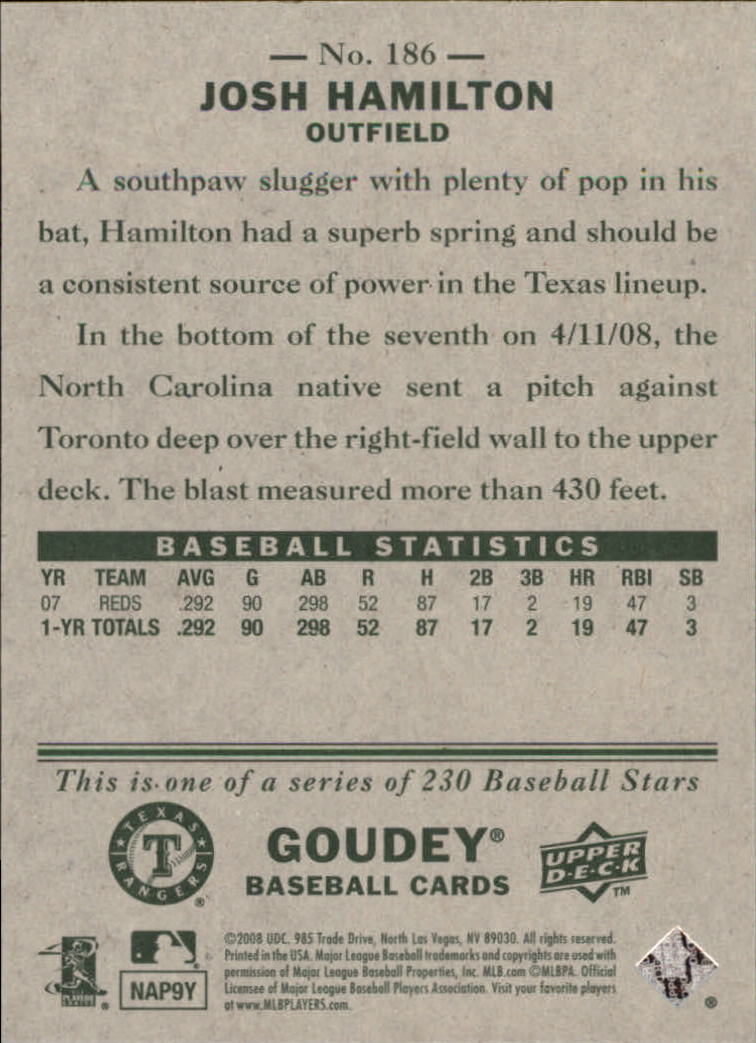 — No. 186 —
JOSH HAMILTON
OUTFIELD
A southpaw slugger with plenty of pop in his
bat, Hamilton had a superb spring and should be
a consistent source of power in the Texas lineup.
In the bottom of the seventh on 4/11/08, the
North Carolina native sent a pitch against
Toronto deep over the right-field wall to the upper
deck. The blast measured more than 430 feet.
BASEBALL STATISTICS
YR TEAM AVG G AB R H 2B 3B HR RBI SB
07 REDS .292 90 298 52 87 17 2 19 47 3
1-YR TOTALS .292 90 298 52 87 17 2 19 47 3
This is one of a series of 230 Baseball Stars
TEXAS RANGERS
T
GOUDEY®
BASEBALL CARDS
UPPER
D·E·C·K
™
®
PLAYERS
CHOICE
®
NAP9Y
©2008 UDC. 985 Trade Drive, North Las Vegas, NV 89030. All rights reserved.
Printed in the USA. Major League Baseball trademarks and copyrights are used with
permission of Major League Baseball Properties, Inc. MLB.com ©MLBPA. Official
Licensee of Major League Baseball Players Association. Visit your favorite players
at www.MLBPLAYERS.com.
®